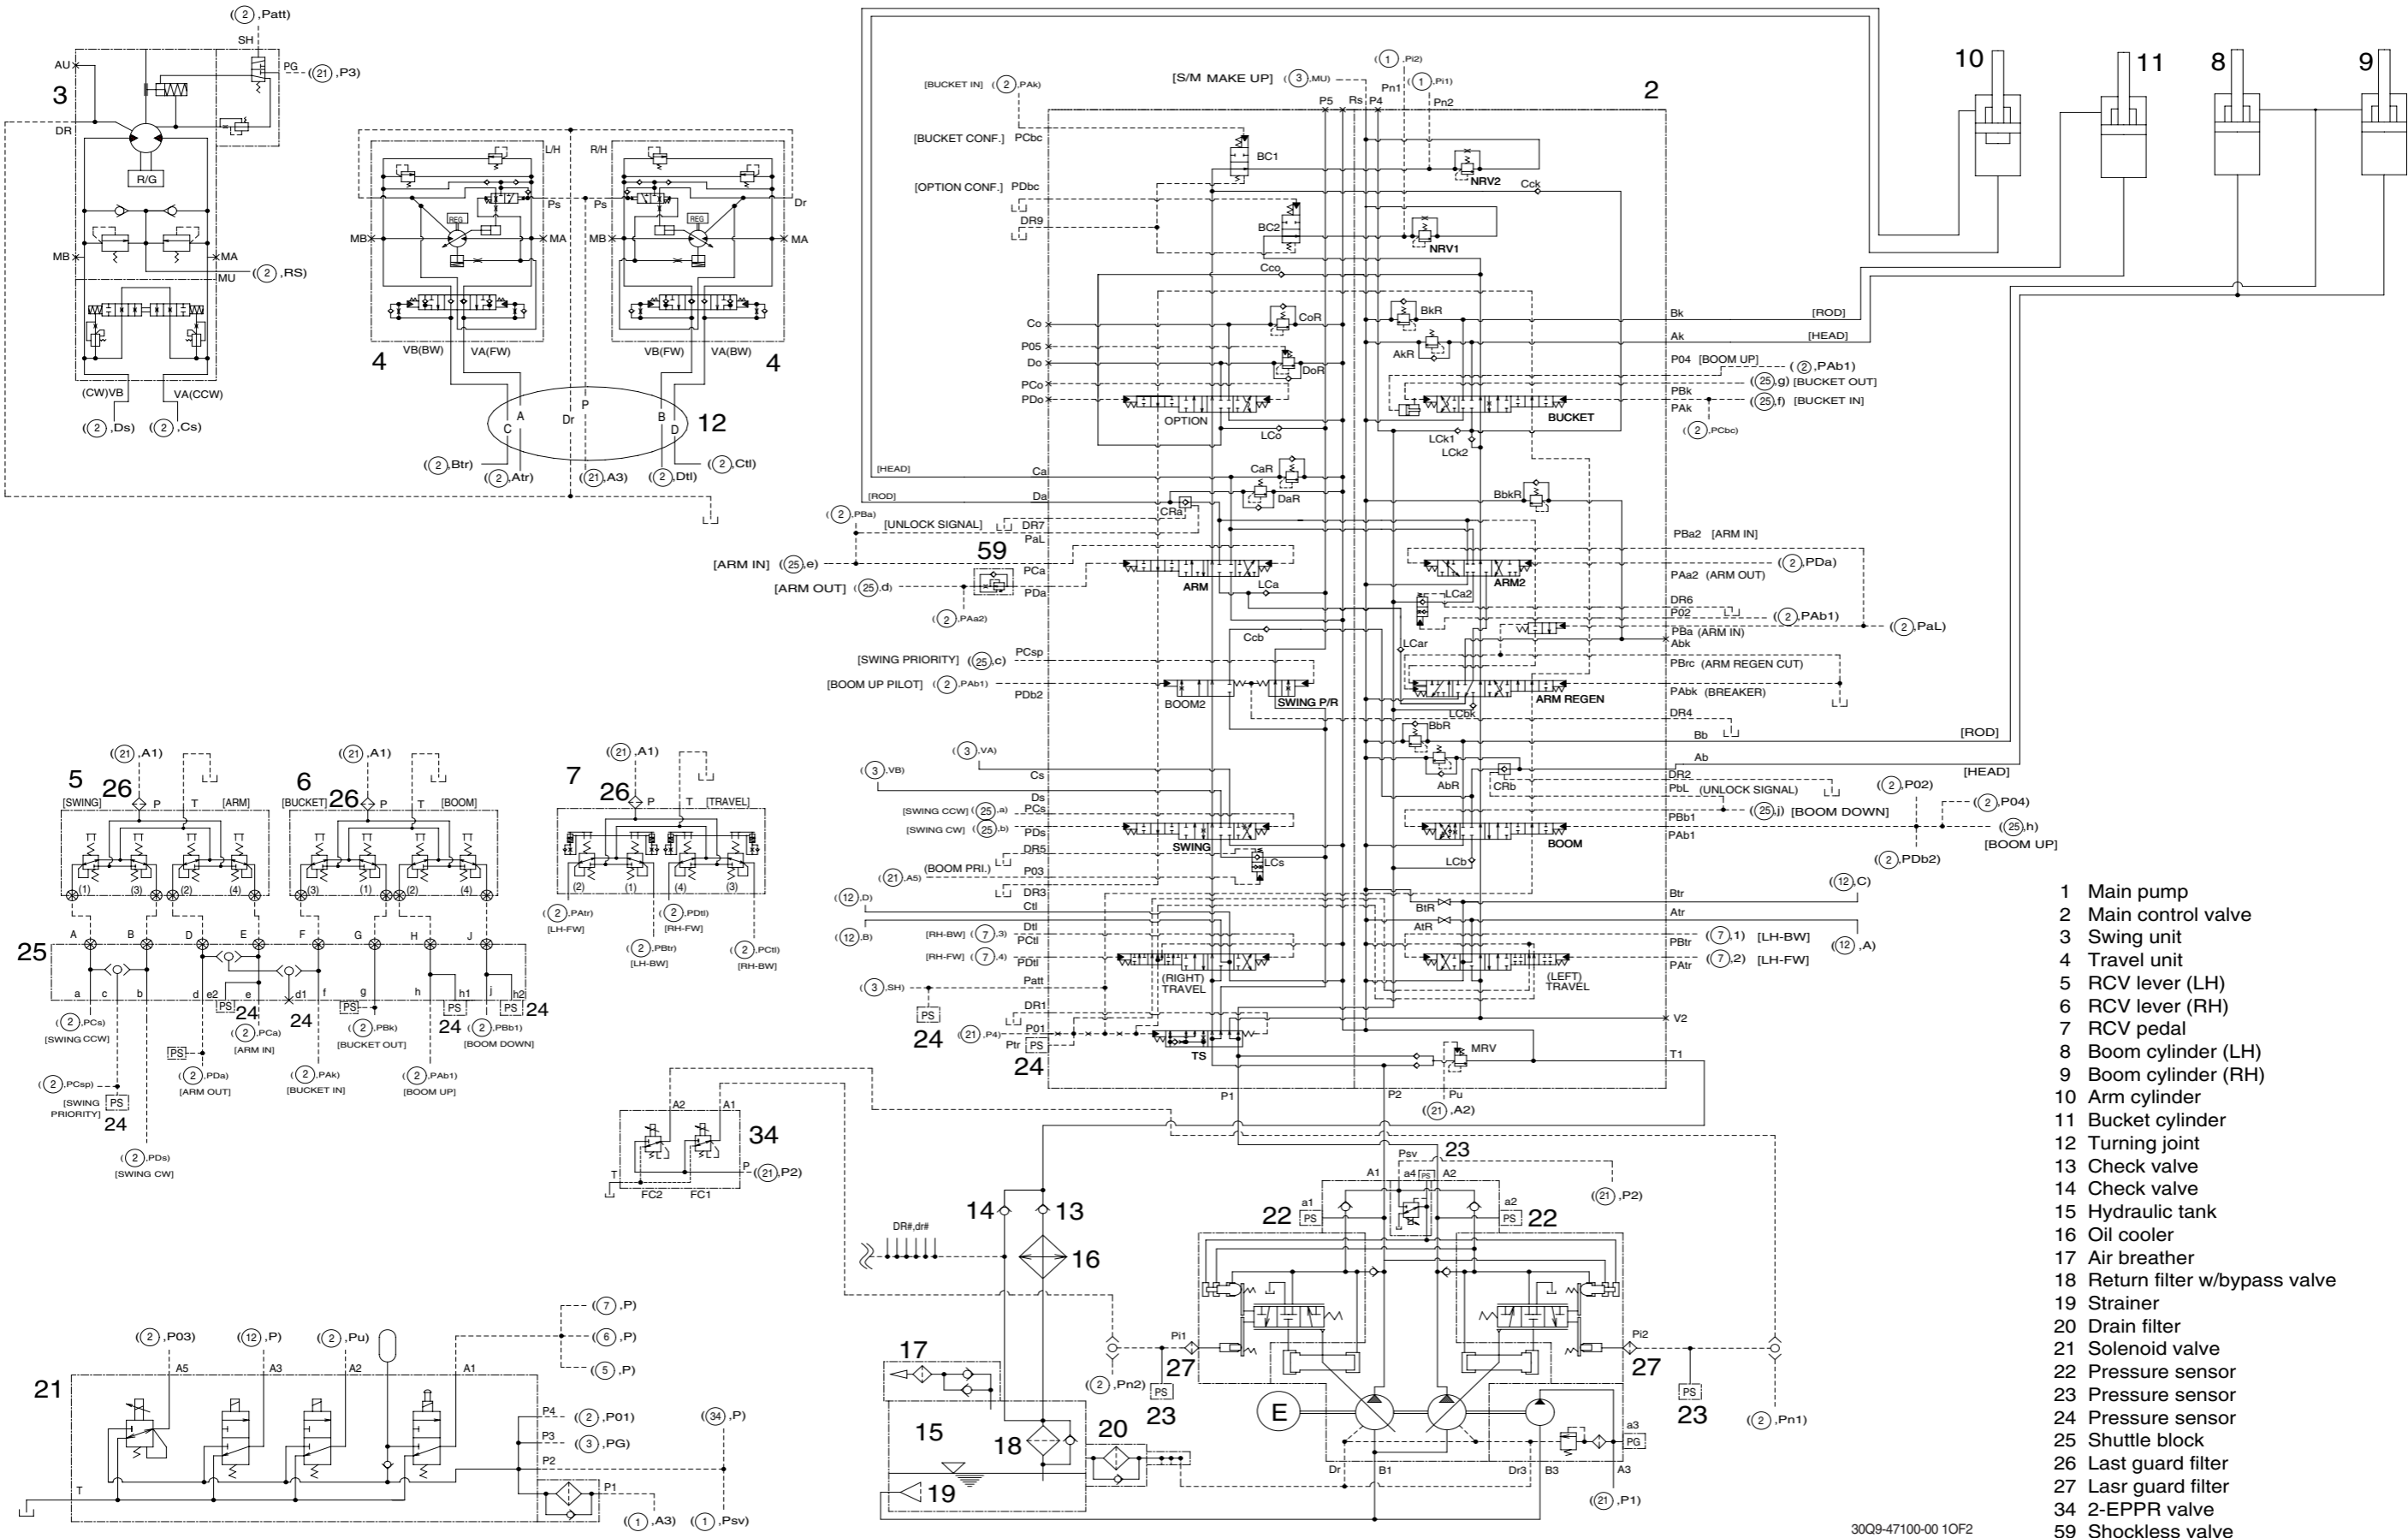 (2,Patt)
SH
AU
PG
(21,P3)
3
DR
R/G
MB
MA
(2,RS)
MU
(CW)VB
VA(CCW)
(2,Ds)
(2,Cs)
L/H
R/H
Ps
Ps
Dr
REG
REG
MB
MA
MB
MA
VB(BW)
VA(FW)
VB(FW)
VA(BW)
4
4
A
C
Dr
P
B
D
12
(2,Btr)
(2,Atr)
(21,A3)
(2,Dtl)
(2,Ctl)
[BUCKET IN] (2,PAk)
[S/M MAKE UP] (3,MU)
(1,Pi2)
(1,Pi1)
P5
Rs
P4
Pn1
Pn2
2
[BUCKET CONF.] PCbc
BC1
NRV2
Cck
[OPTION CONF.] PDbc
DR9
BC2
NRV1
Cco
Co
CoR
BkR
Bk
[ROD]
P05
Do
DoR
AkR
Ak
[HEAD]
P04 [BOOM UP]
(2,PAb1)
PCo
PDo
(25,g) [BUCKET OUT]
PBk
(25,f) [BUCKET IN]
PAk
OPTION
BUCKET
(2,PCbc)
LCo
LCk1
LCk2
[HEAD]
Ca
CaR
[ROD]
Da
DaR
BbkR
CRa
(2,PBa)
[UNLOCK SIGNAL]
DR7
PaL
59
PBa2 [ARM IN]
[ARM IN] (25,e)
PCa
(2,PDa)
[ARM OUT] (25,d)
PDa
ARM
LCa
ARM2
PAa2 (ARM OUT)
(2,PAa2)
LCa2
DR6
P02
(2,PAb1)
Ccb
PBa (ARM IN)
(2,PaL)
Abk
LCar
[SWING PRIORITY] (25,c)
PCsp
PBrc (ARM REGEN CUT)
[BOOM UP PILOT] (2,PAb1)
PDb2
BOOM2
SWING P/R
ARM REGEN
PAbk (BREAKER)
LCbk
DR4
BbR
Bb
[ROD]
(3,VA)
Cs
AbR
CRb
Ab
[HEAD]
(3,VB)
Ds
DR2
PbL (UNLOCK SIGNAL)
[SWING CCW] (25,a)
PCs
(25,j) [BOOM DOWN]
PBb1
[SWING CW] (25,b)
PDs
SWING
BOOM
PAb1
(2,P02)
(2,P04)
(25,h)
[BOOM UP]
(2,PDb2)
DR5
LCs
LCb
(BOOM PRI.)
(21,A5)
P03
DR3
(12,D)
Ctl
BtR
Btr
(12,C)
Atr
(12,B)
Dtl
AtR
(12,A)
[RH-BW] (7,3)
PCtl
PBtr
(7,1) [LH-BW]
[RH-FW] (7,4)
PDtl
PAtr
(7,2) [LH-FW]
(RIGHT)
TRAVEL
(LEFT)
TRAVEL
(3,SH)
Patt
PS
24
DR1
(21,P4)
P01
V2
Ptr
PS
24
TS
MRV
T1
P1
P2
Pu
(21,A2)
10
11
8
9
(21,A1)
5
26
P
T
[SWING]
[ARM]
(1)
(3)
(2)
(4)
(21,A1)
6
26
P
T
[BUCKET]
[BOOM]
(3)
(1)
(2)
(4)
(21,A1)
7
26
P
T
[TRAVEL]
(2)
(1)
(4)
(3)
(2,PAtr)
[LH-FW]
(2,PDtl)
[RH-FW]
(2,PBtr)
[LH-BW]
(2,PCtl)
[RH-BW]
A
B
D
E
F
G
H
J
25
a
c
b
d
e2
e
d1
f
g
h
h1
j
h2
PS
24
24
PS
PS
24
PS
24
(2,PCs)
[SWING CCW]
(2,PCa)
[ARM IN]
(2,PBk)
[BUCKET OUT]
(2,PBb1)
[BOOM DOWN]
PS
(2,PDa)
[ARM OUT]
(2,PAk)
[BUCKET IN]
(2,PAb1)
[BOOM UP]
(2,PCsp)
[SWING
PRIORITY]
PS
24
(2,PDs)
[SWING CW]
A2
A1
34
T
P
(21,P2)
FC2
FC1
14
13
DR#,dr#
16
Psv
23
A1
a4
PS
A2
(21,P2)
a1
PS
22
a2
PS
22
Pi1
27
PS
23
(2,Pn2)
Pi2
27
PS
23
(2,Pn1)
E
17
15
18
19
20
Dr
B1
Dr3
B3
A3
a3
PG
(21,P1)
(7,P)
(6,P)
(5,P)
(2,P03)
(12,P)
(2,Pu)
A5
A3
A2
A1
21
T
P4
(2,P01)
P3
(3,PG)
P2
(34,P)
P1
(1,A3)
(1,Psv)
1 Main pump
2 Main control valve
3 Swing unit
4 Travel unit
5 RCV lever (LH)
6 RCV lever (RH)
7 RCV pedal
8 Boom cylinder (LH)
9 Boom cylinder (RH)
10 Arm cylinder
11 Bucket cylinder
12 Turning joint
13 Check valve
14 Check valve
15 Hydraulic tank
16 Oil cooler
17 Air breather
18 Return filter w/bypass valve
19 Strainer
20 Drain filter
21 Solenoid valve
22 Pressure sensor
23 Pressure sensor
24 Pressure sensor
25 Shuttle block
26 Last guard filter
27 Lasr guard filter
34 2-EPPR valve
59 Shockless valve
30Q9-47100-00 1OF2